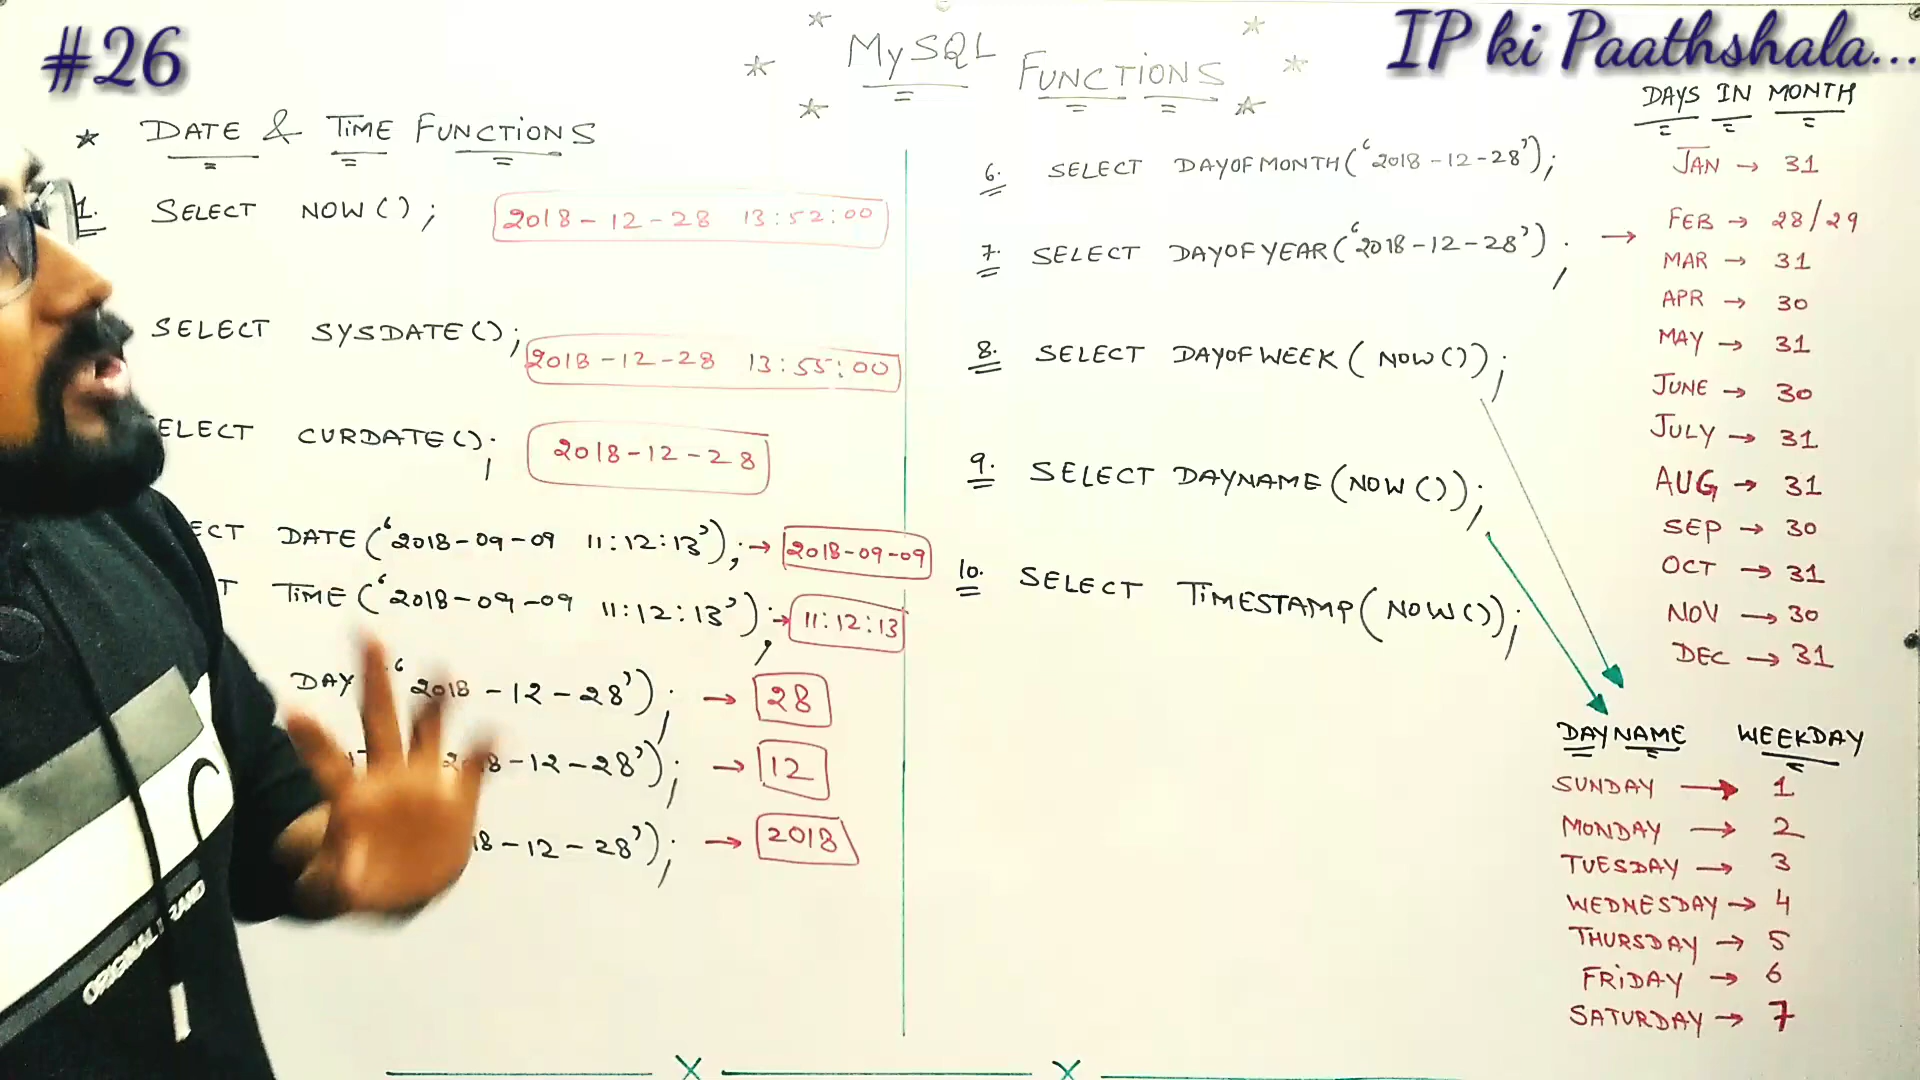 #26
IP ki Paathshala...
MySQL FUNCTIONS
★ DATE & TIME FUNCTIONS
1. SELECT NOW(); 2018-12-28 13:52:00
SELECT SYSDATE(); 2018-12-28 13:55:00
ELECT CURDATE(); 2018-12-28
ECT DATE('2018-09-09 11:12:13'); → 2018-09-09
T TIME('2018-09-09 11:12:13'); → 11:12:13
DAY '2018-12-28'); → 28
8-12-28'); → 12
18-12-28'); → 2018
6. SELECT DAYOFMONTH('2018-12-28');
7. SELECT DAYOFYEAR('2018-12-28'); →
8. SELECT DAYOFWEEK(NOW());
9. SELECT DAYNAME(NOW());
10. SELECT TIMESTAMP(NOW());
DAYS IN MONTH
JAN → 31
FEB → 28/29
MAR → 31
APR → 30
MAY → 31
JUNE → 30
JULY → 31
AUG → 31
SEP → 30
OCT → 31
NOV → 30
DEC → 31
DAYNAME WEEKDAY
SUNDAY → 1
MONDAY → 2
TUESDAY → 3
WEDNESDAY → 4
THURSDAY → 5
FRIDAY → 6
SATURDAY → 7
ORIGINAL